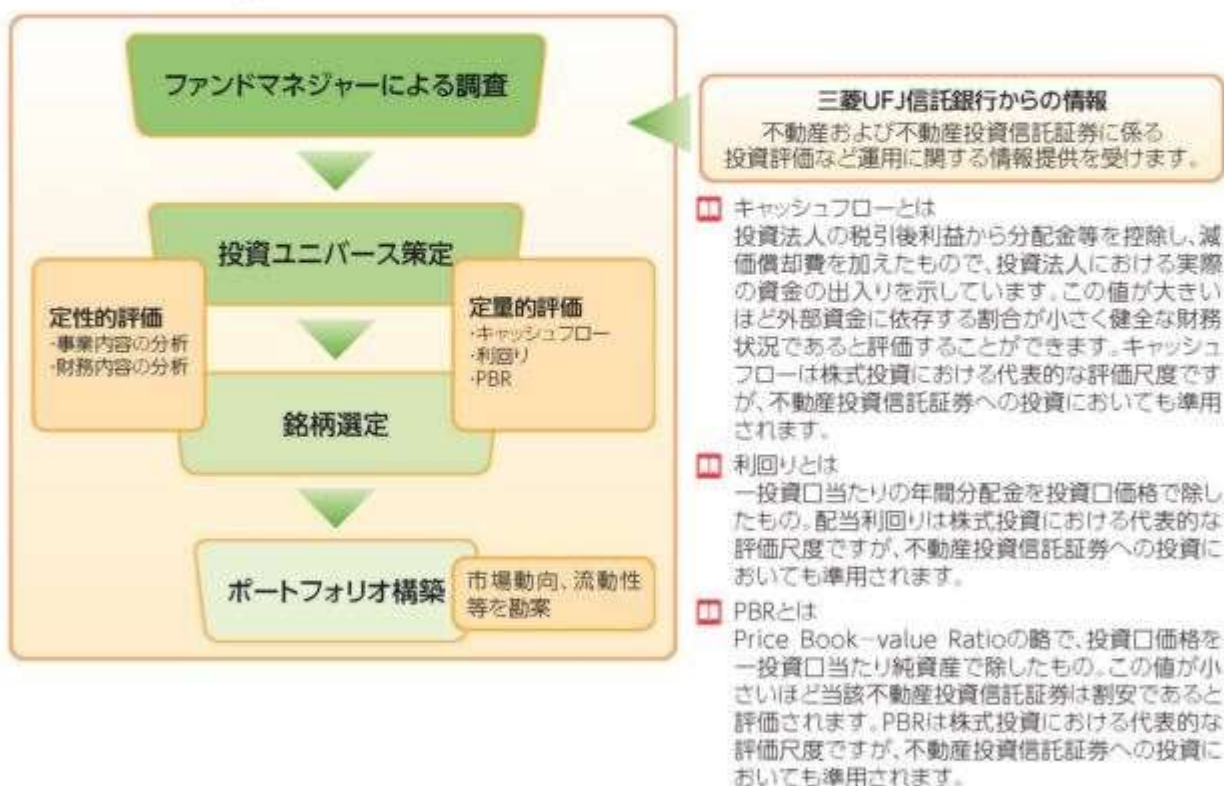 ファンドマネジャーによる調査
投資ユニバース策定
定性的評価
・事業内容の分析
・財務内容の分析
定量的評価
・キャッシュフロー
・利回り
・PBR
銘柄選定
ポートフォリオ構築
市場動向、流動性
等を勘案
三菱UFJ信託銀行からの情報
不動産および不動産投資信託証券に係る
投資評価など運用に関する情報提供を受けます。
キャッシュフローとは
投資法人の税引後利益から分配金等を控除し、減
価償却費を加えたもので、投資法人における実際
の資金の出入りを示しています。この値が大きい
ほど外部資金に依存する割合が小さく健全な財務
状況であると評価することができます。キャッシュ
フローは株式投資における代表的な評価尺度です
が、不動産投資信託証券への投資においても準用
されます。
利回りとは
一投資口当たりの年間分配金を投資口価格で除し
たもの。配当利回りは株式投資における代表的な
評価尺度ですが、不動産投資信託証券への投資に
おいても準用されます。
PBRとは
Price Book-value Ratioの略で、投資口価格を
一投資口当たり純資産で除したもの。この値が小
さいほど当該不動産投資信託証券は割安であると
評価されます。PBRは株式投資における代表的な
評価尺度ですが、不動産投資信託証券への投資に
おいても準用されます。